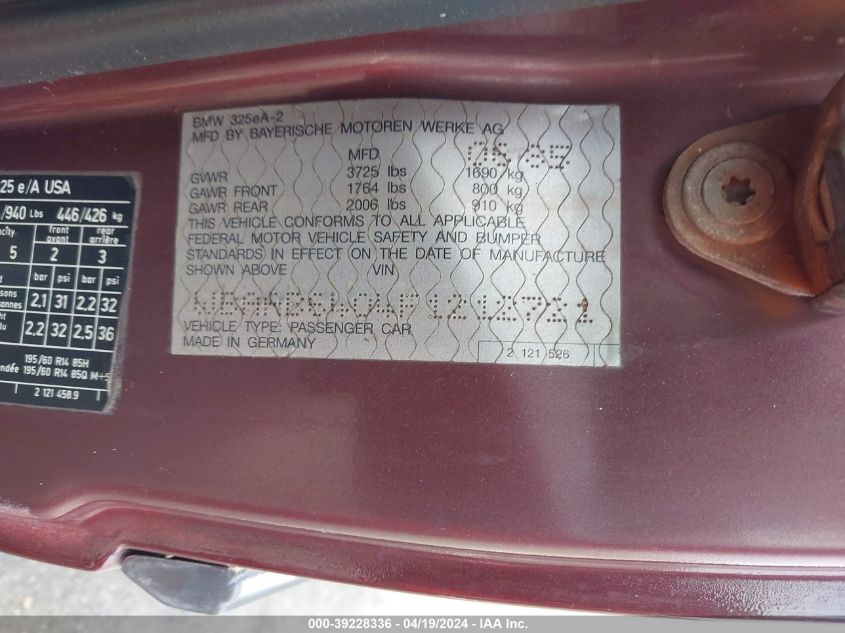 BMW 325eA-2
MFD BY BAYERISCHE MOTOREN WERKE AG
MFD
GVWR 3725 lbs 1690 kg
GAWR FRONT 1764 lbs 800 kg
GAWR REAR 2006 lbs 910 kg
THIS VEHICLE CONFORMS TO ALL APPLICABLE
FEDERAL MOTOR VEHICLE SAFETY AND BUMPER
STANDARDS IN EFFECT ON THE DATE OF MANUFACTURE
SHOWN ABOVE VIN
VEHICLE TYPE: PASSENGER CAR
MADE IN GERMANY
2 121 526
25 e/A USA
/940 Lbs 446/426 kg
front rear
avant arrière
5 2 3
bar psi bar psi
2,1 31 2,2 32
2,2 32 2,5 36
195/60 R14 85H
195/60 R14 85Q M+S
2 121 458.9
000-39228336 - 04/19/2024 - IAA Inc.